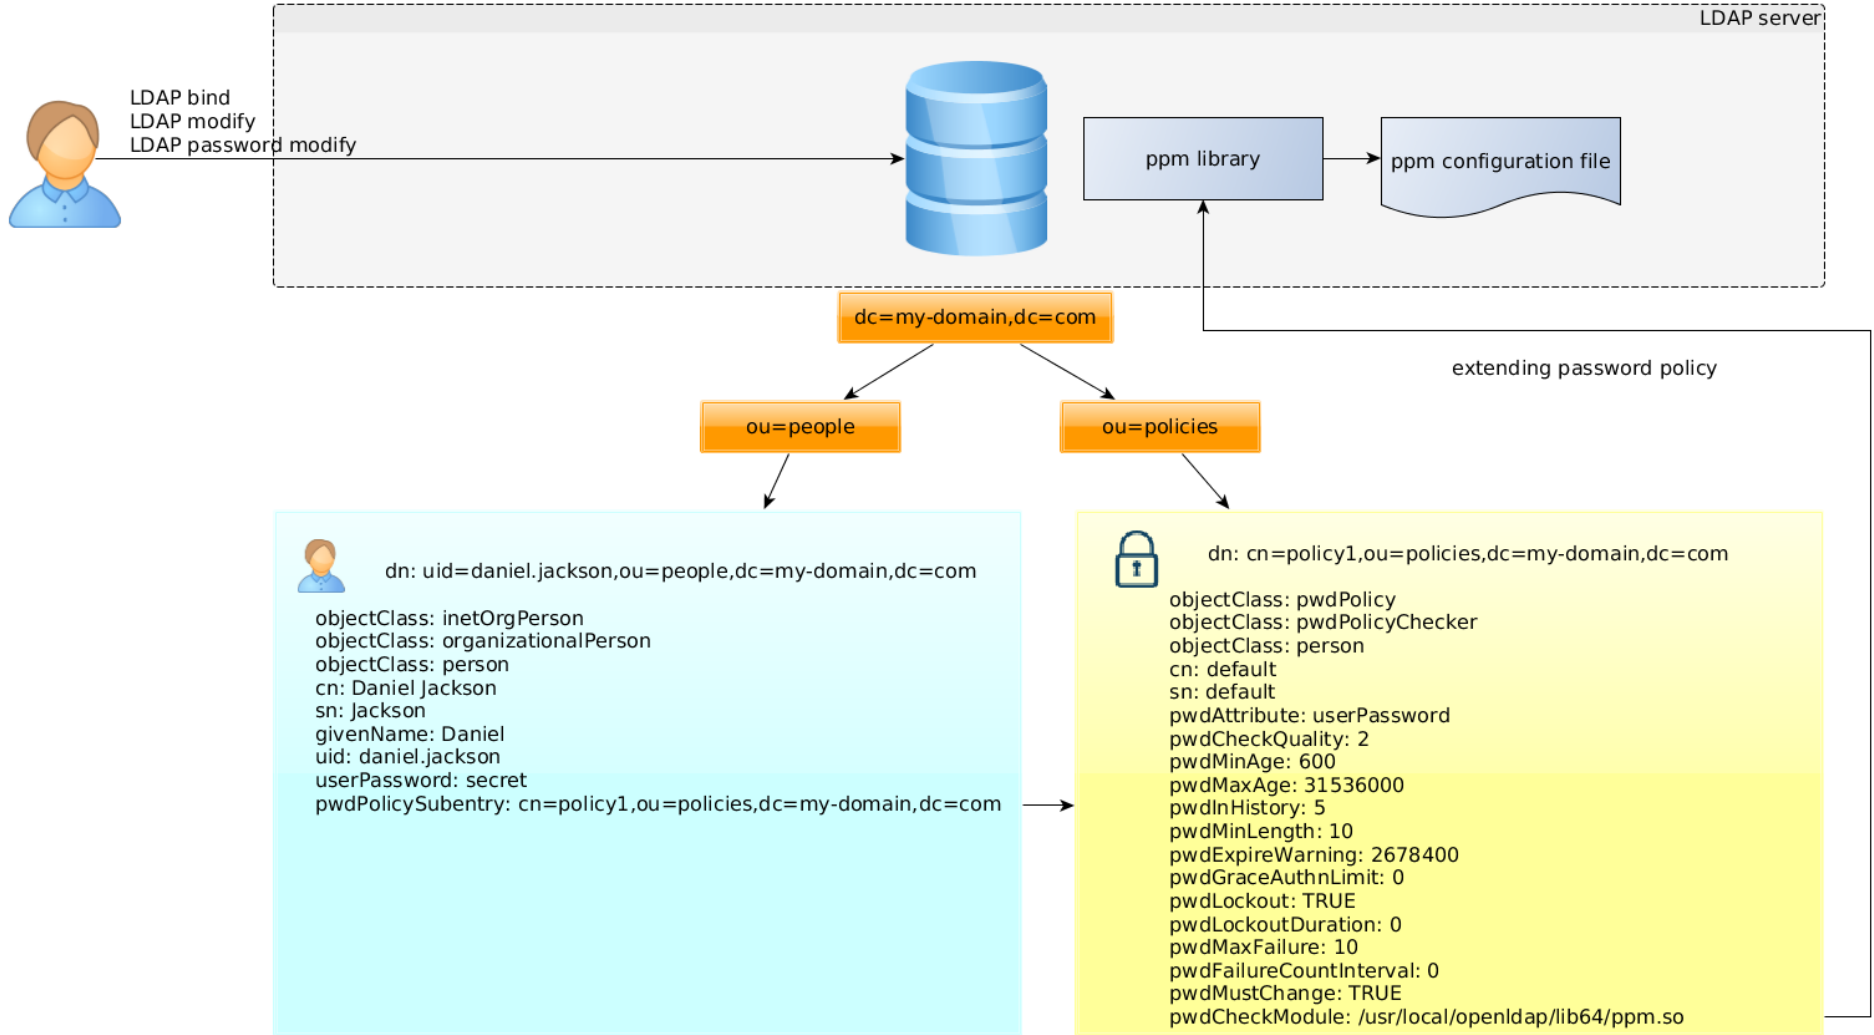 LDAP server
LDAP bind
LDAP modify
LDAP password modify
ppm library
ppm configuration file
dc=my-domain,dc=com
extending password policy
ou=people
ou=policies
dn: uid=daniel.jackson,ou=people,dc=my-domain,dc=com
objectClass: inetOrgPerson
objectClass: organizationalPerson
objectClass: person
cn: Daniel Jackson
sn: Jackson
givenName: Daniel
uid: daniel.jackson
userPassword: secret
pwdPolicySubentry: cn=policy1,ou=policies,dc=my-domain,dc=com
dn: cn=policy1,ou=policies,dc=my-domain,dc=com
objectClass: pwdPolicy
objectClass: pwdPolicyChecker
objectClass: person
cn: default
sn: default
pwdAttribute: userPassword
pwdCheckQuality: 2
pwdMinAge: 600
pwdMaxAge: 31536000
pwdInHistory: 5
pwdMinLength: 10
pwdExpireWarning: 2678400
pwdGraceAuthnLimit: 0
pwdLockout: TRUE
pwdLockoutDuration: 0
pwdMaxFailure: 10
pwdFailureCountInterval: 0
pwdMustChange: TRUE
pwdCheckModule: /usr/local/openldap/lib64/ppm.so